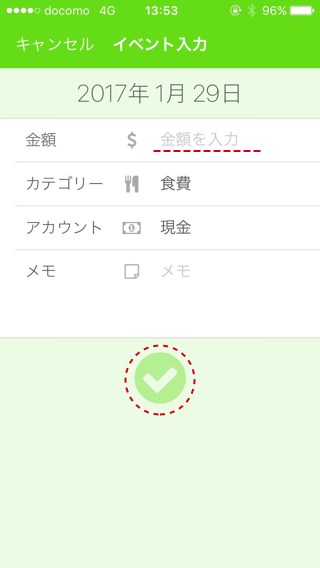 docomo 4G 13:53 96%
キャンセル イベント入力
2017年 1月 29日
金額 $ 金額を入力
カテゴリー 食費
アカウント 現金
メモ メモ